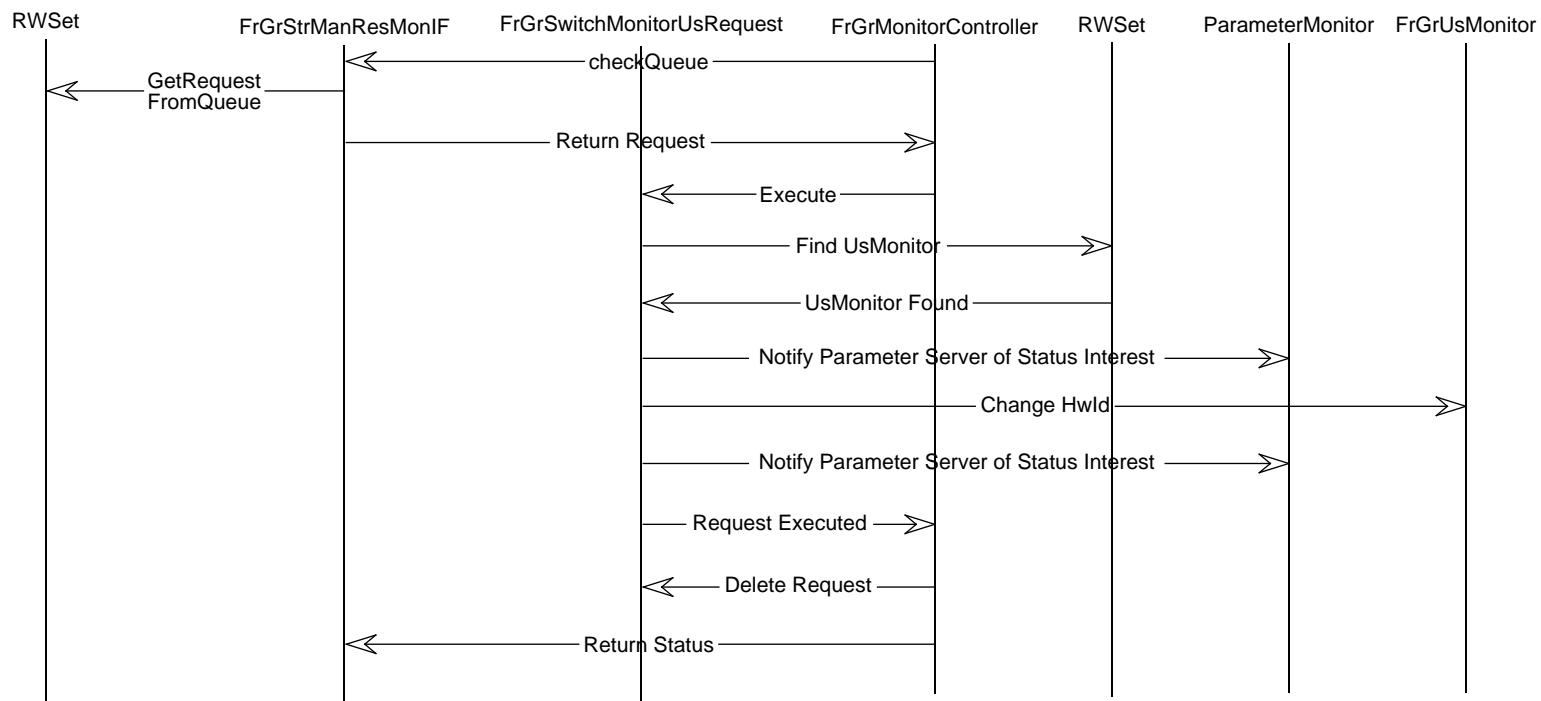 RWSet
FrGrStrManResMonIF
FrGrSwitchMonitorUsRequest
FrGrMonitorController
RWSet
ParameterMonitor
FrGrUsMonitor
checkQueue
GetRequest
FromQueue
Return Request
Execute
Find UsMonitor
UsMonitor Found
Notify Parameter Server of Status Interest
Change HwId
Notify Parameter Server of Status Interest
Request Executed
Delete Request
Return Status